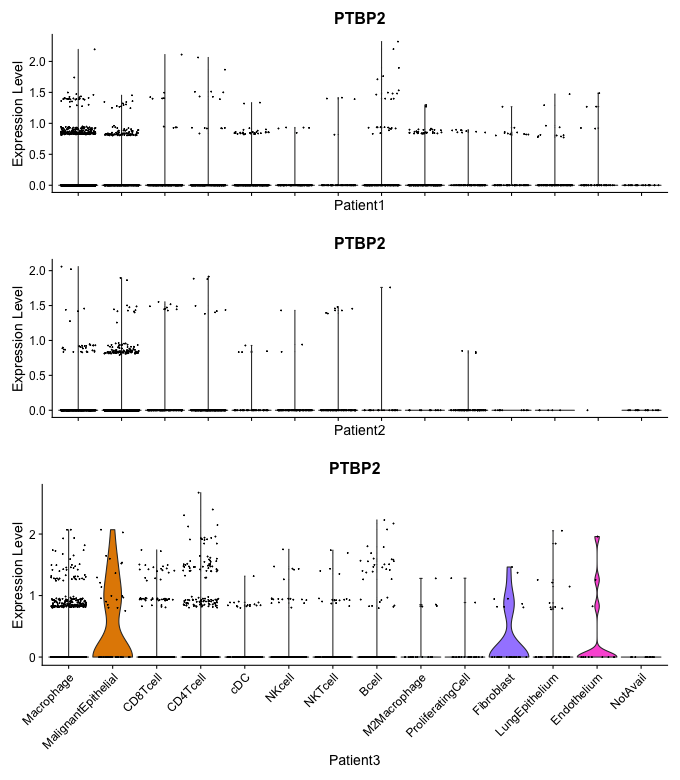 PTBP2
Expression Level
2.0
1.5
1.0
0.5
0.0
Patient1
PTBP2
Expression Level
2.0
1.5
1.0
0.5
0.0
Patient2
PTBP2
Expression Level
2
1
0
Macrophage
MalignantEpithelial
CD8Tcell
CD4Tcell
cDC
NKcell
NKTcell
Bcell
M2Macrophage
ProliferatingCell
Fibroblast
LungEpithelium
Endothelium
NotAvail
Patient3